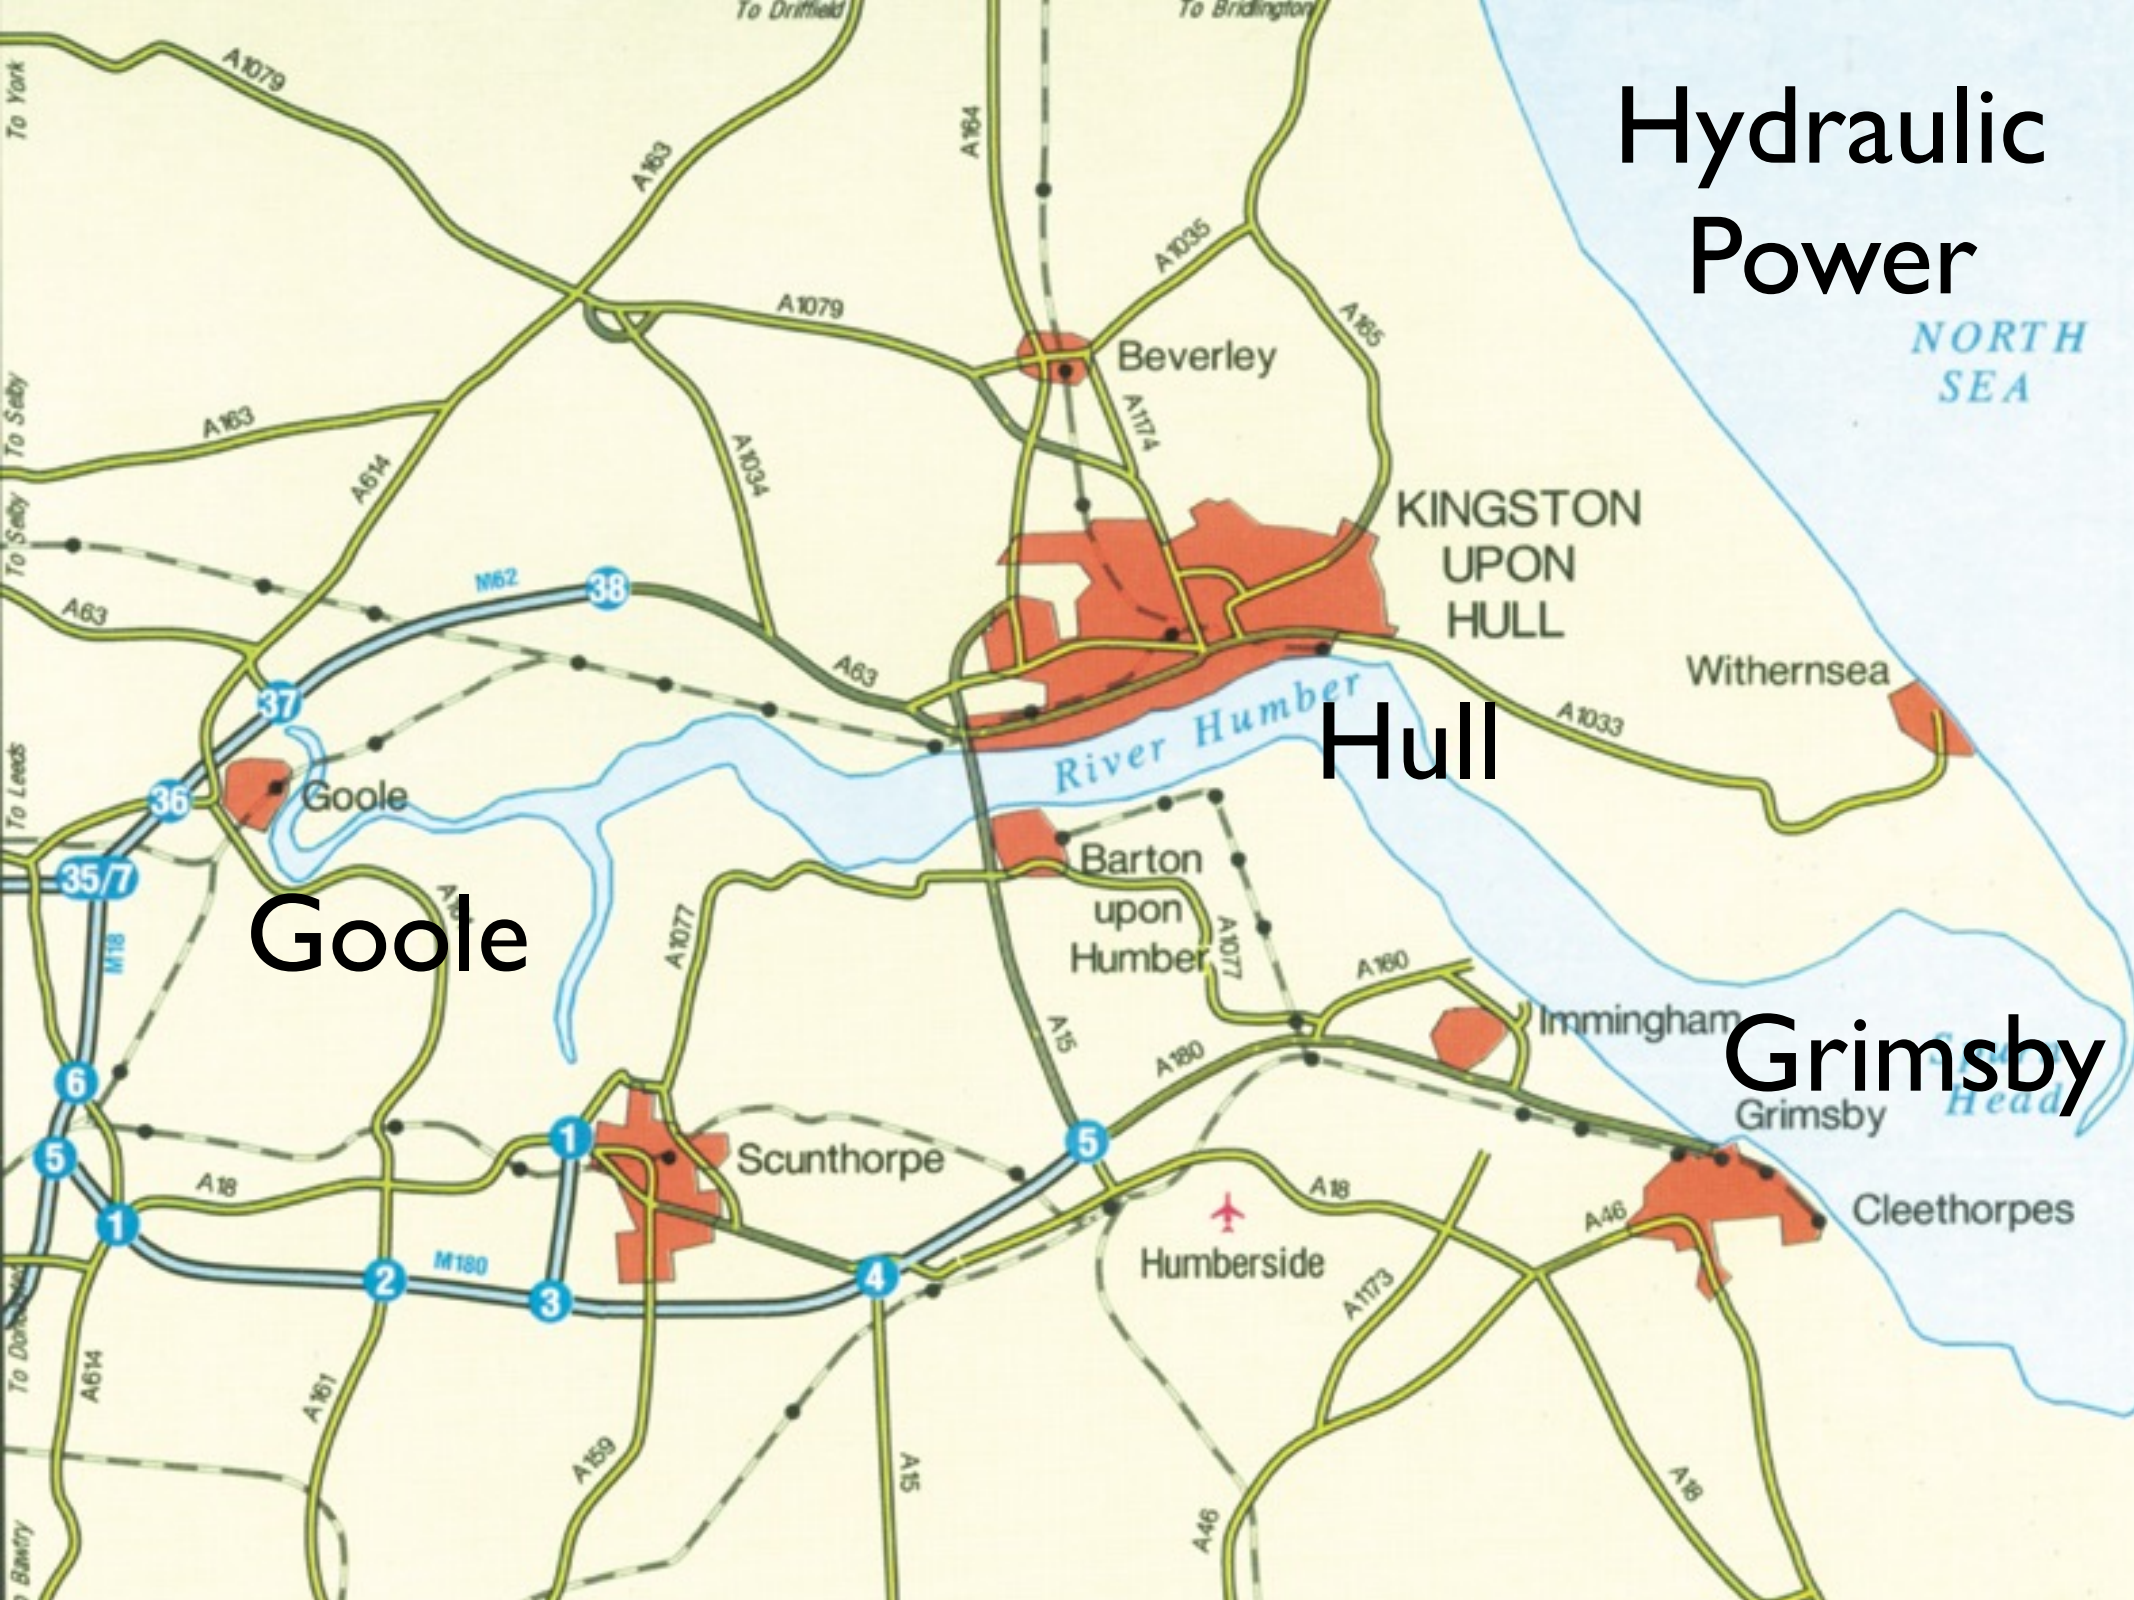 To Driffield
To Bridlington
To York
A1079
A163
A164
Hydraulic
Power
A1035
A1079
A165
NORTH
SEA
Beverley
To Selby
A163
A1174
A614
A1034
To Selby
KINGSTON
UPON
HULL
M62
38
A63
A63
Withernsea
37
River Humber
Hull
A1033
To Leeds
36
Goole
Barton
upon
Humber
35/7
Goole
M18
A1077
A1077
A160
Immingham
Grimsby
Spurn
Head
A15
A180
6
Grimsby
1
5
Scunthorpe
5
A18
A18
Cleethorpes
1
A46
M180
Humberside
2
3
4
A1173
A614
A161
A159
A15
A18
A46
Bawtry